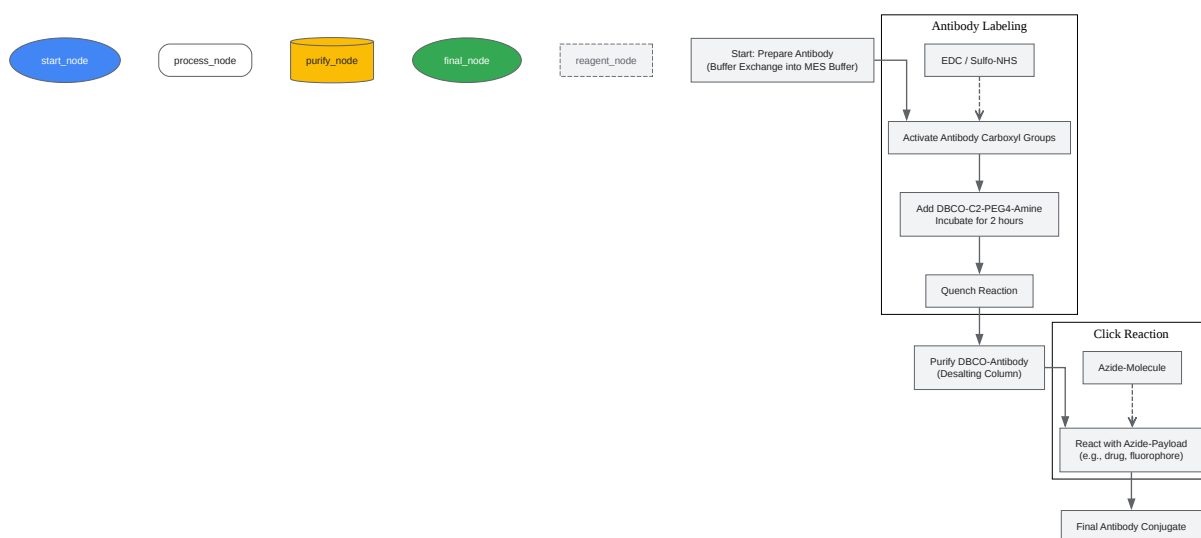 start_node
process_node
purify_node
final_node
reagent_node
Start: Prepare Antibody
(Buffer Exchange into MES Buffer)
Antibody Labeling
EDC / Sulfo-NHS
Activate Antibody Carboxyl Groups
Add DBCO-C2-PEG4-Amine
Incubate for 2 hours
Quench Reaction
Purify DBCO-Antibody
(Desalting Column)
Click Reaction
Azide-Molecule
React with Azide-Payload
(e.g., drug, fluorophore)
Final Antibody Conjugate